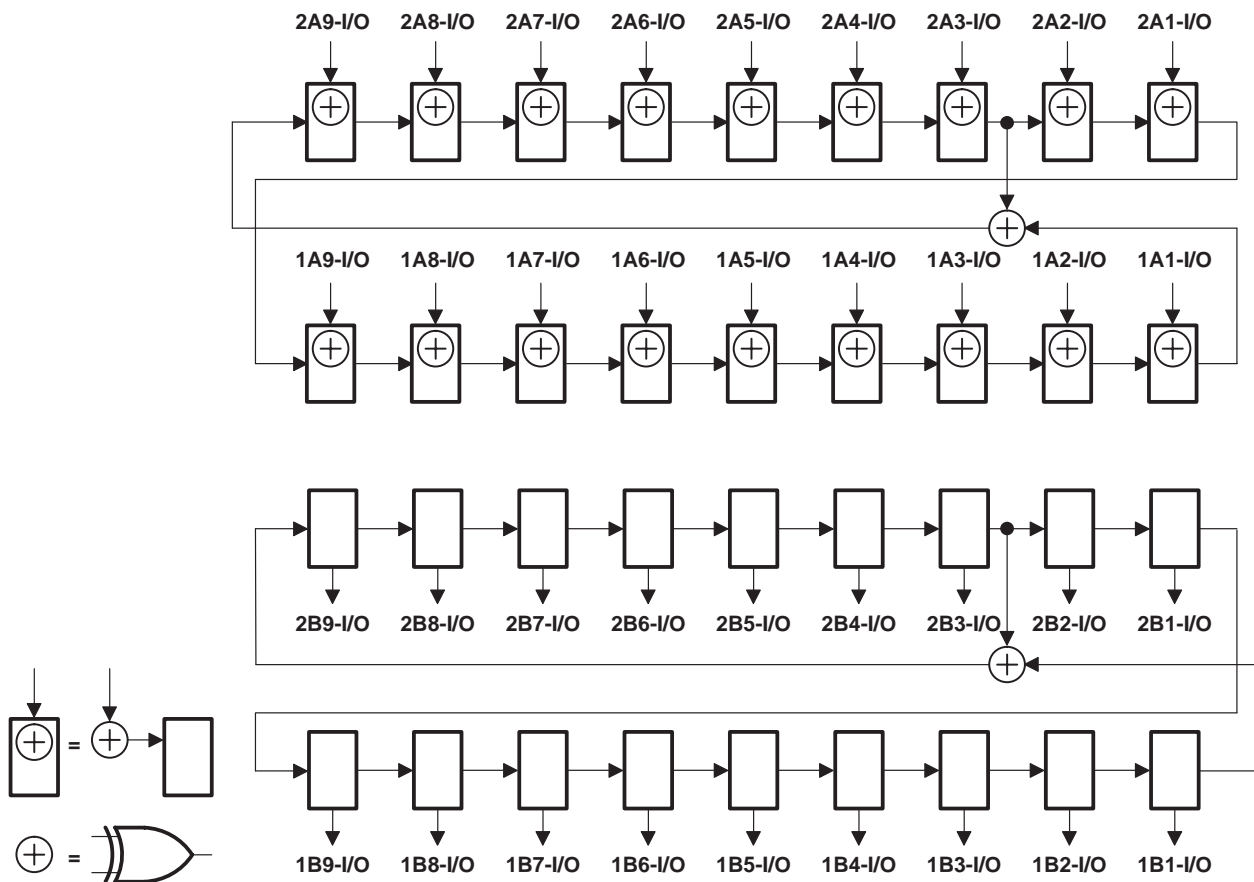 2A9-I/O 2A8-I/O 2A7-I/O 2A6-I/O 2A5-I/O 2A4-I/O 2A3-I/O 2A2-I/O 2A1-I/O
1A9-I/O 1A8-I/O 1A7-I/O 1A6-I/O 1A5-I/O 1A4-I/O 1A3-I/O 1A2-I/O 1A1-I/O
2B9-I/O 2B8-I/O 2B7-I/O 2B6-I/O 2B5-I/O 2B4-I/O 2B3-I/O 2B2-I/O 2B1-I/O
=
=
1B9-I/O 1B8-I/O 1B7-I/O 1B6-I/O 1B5-I/O 1B4-I/O 1B3-I/O 1B2-I/O 1B1-I/O